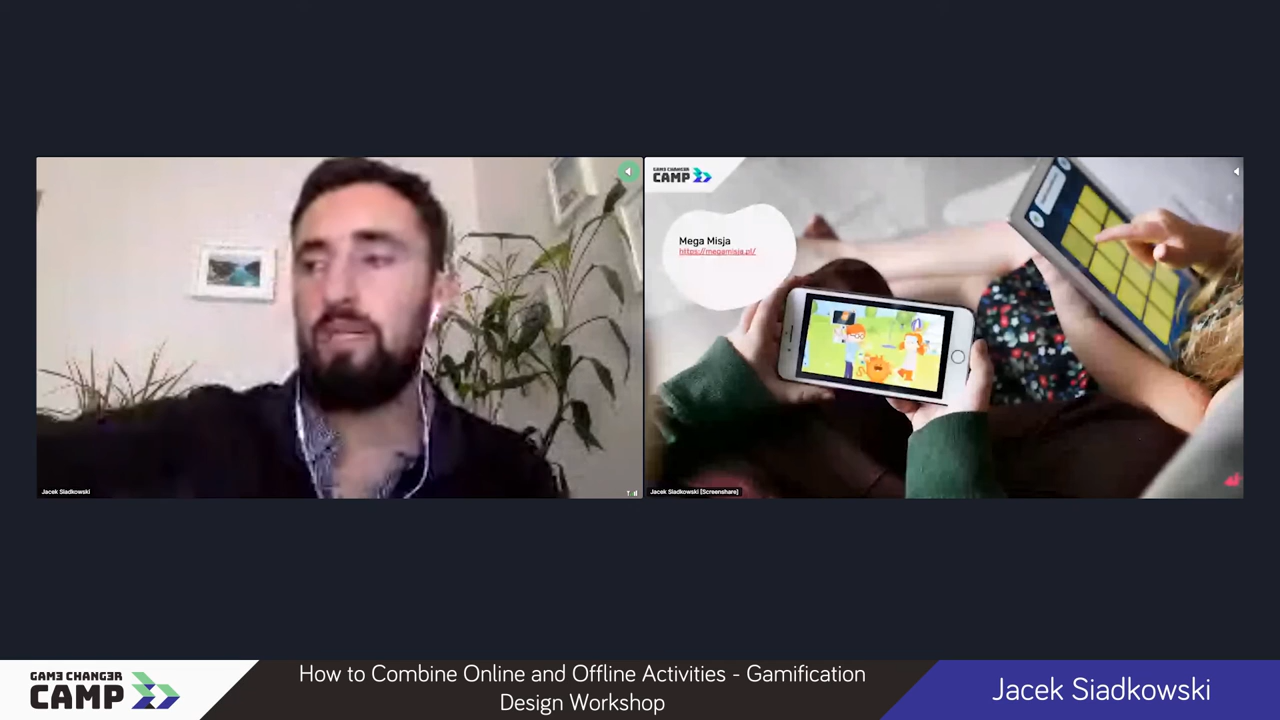 GAM3 CHANG3R
CAMP
Mega Misja
https://megamisja.pl/
Jacek Siadkowski
Jacek Siadkowski [Screenshare]
GAM3 CHANG3R
CAMP
How to Combine Online and Offline Activities - Gamification
Design Workshop
Jacek Siadkowski